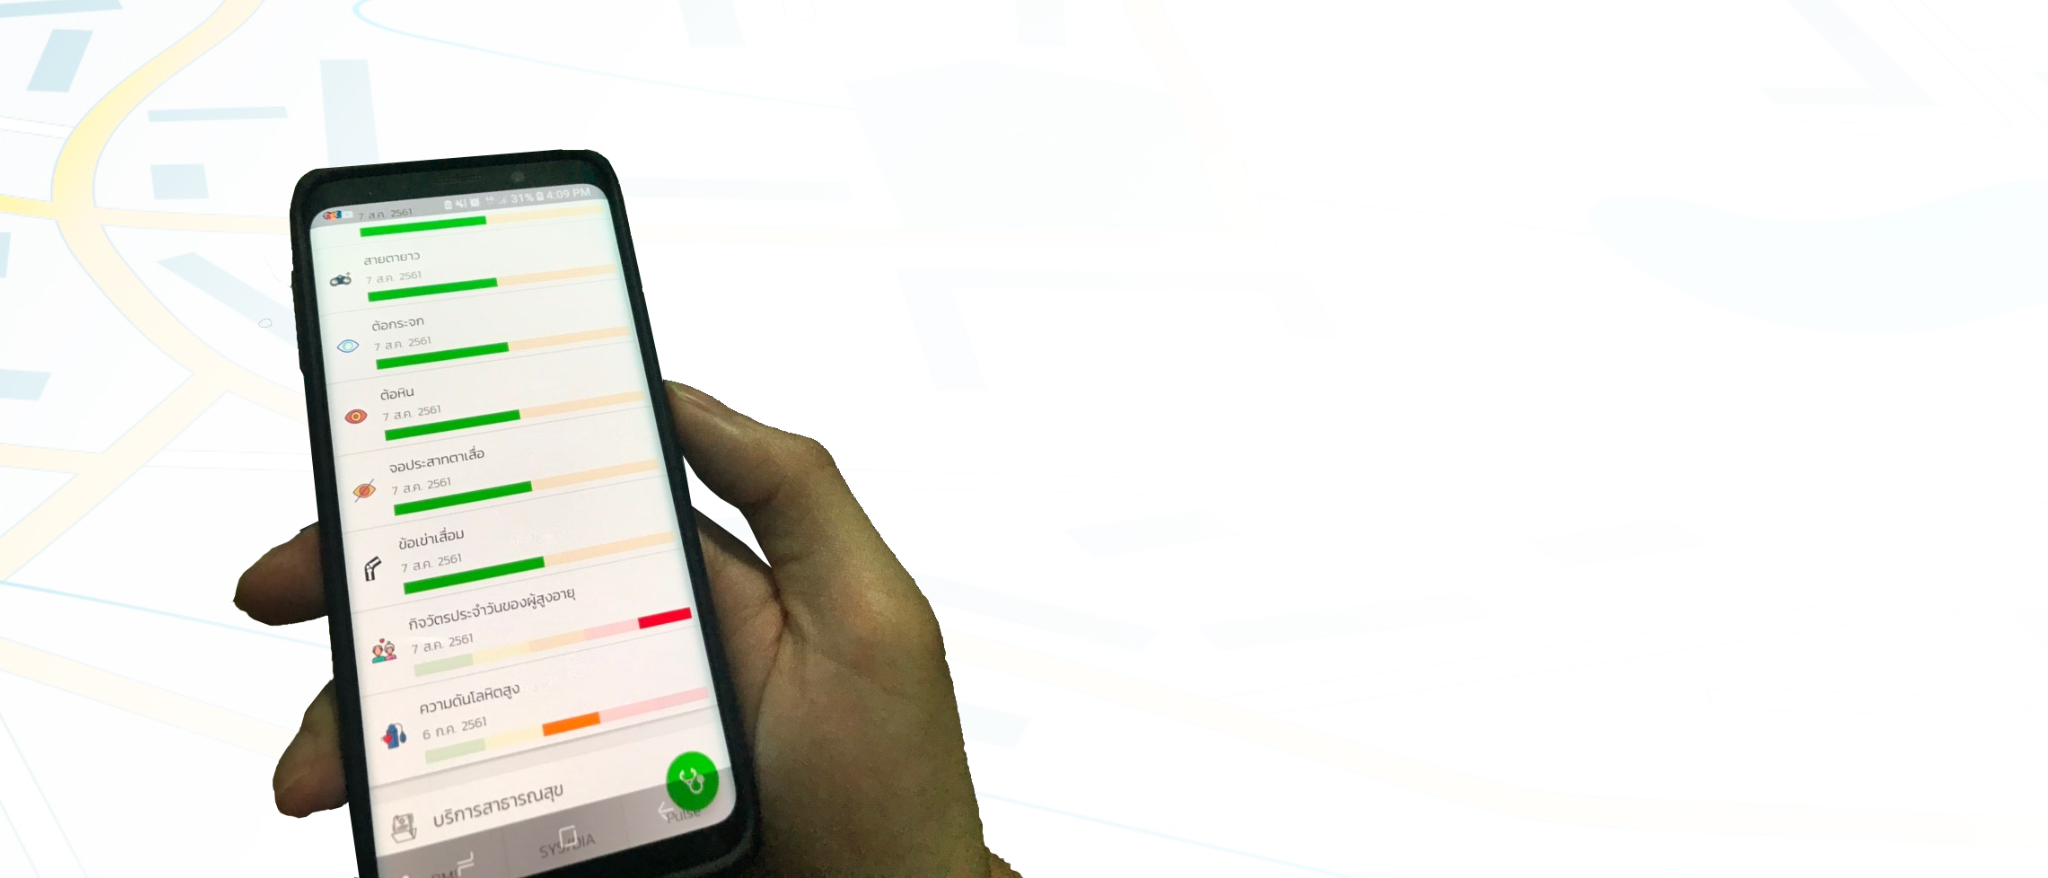 31% 4:09 PM
7 ส.ค. 2561
สายตายาว
7 ส.ค. 2561
ต้อกระจก
7 ส.ค. 2561
ต้อหิน
7 ส.ค. 2561
จอประสาทตาเสื่อ
7 ส.ค. 2561
ข้อเข่าเสื่อม
7 ส.ค. 2561
กิจวัตรประจำวันของผู้สูงอายุ
7 ส.ค. 2561
ความดันโลหิตสูง
6 ก.ค. 2561
บริการสาธารณสุข
SYS/DIA
Pulse